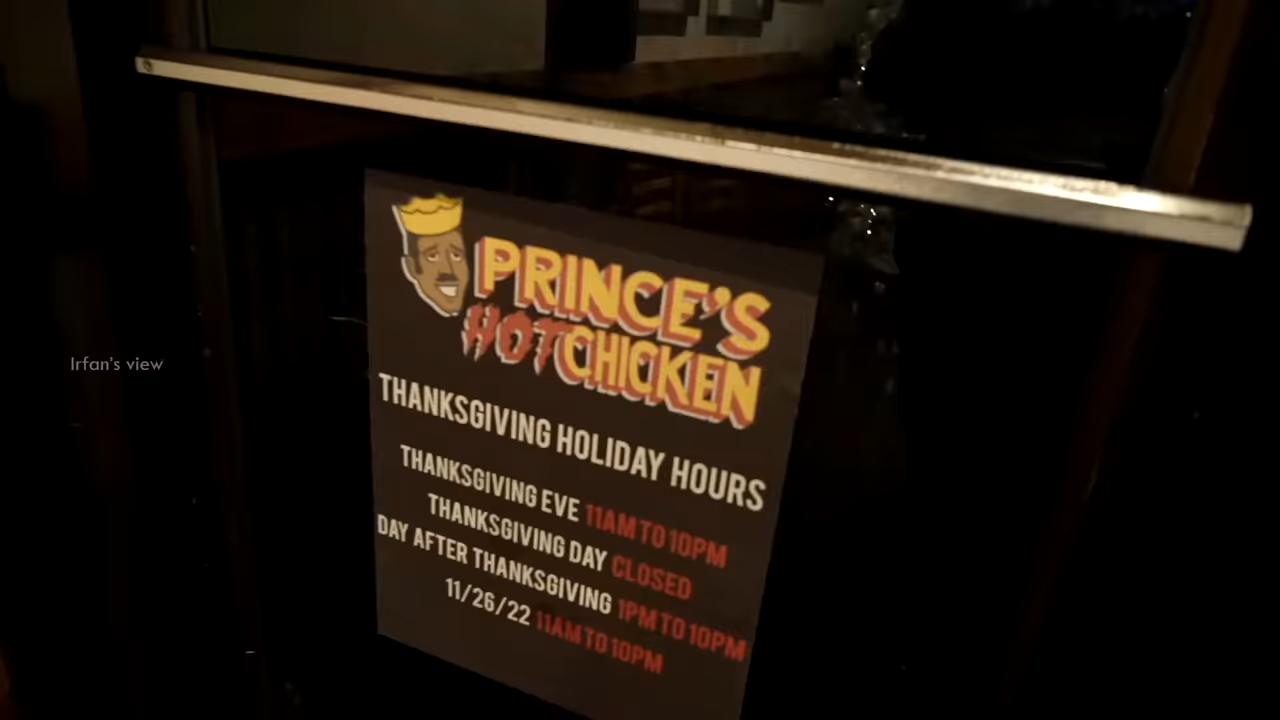 PRINCE'S
HOT CHICKEN
THANKSGIVING HOLIDAY HOURS
THANKSGIVING EVE 11AM TO 10PM
THANKSGIVING DAY CLOSED
DAY AFTER THANKSGIVING 1PM TO 10PM
11/26/22 11AM TO 10PM
Irfan's view